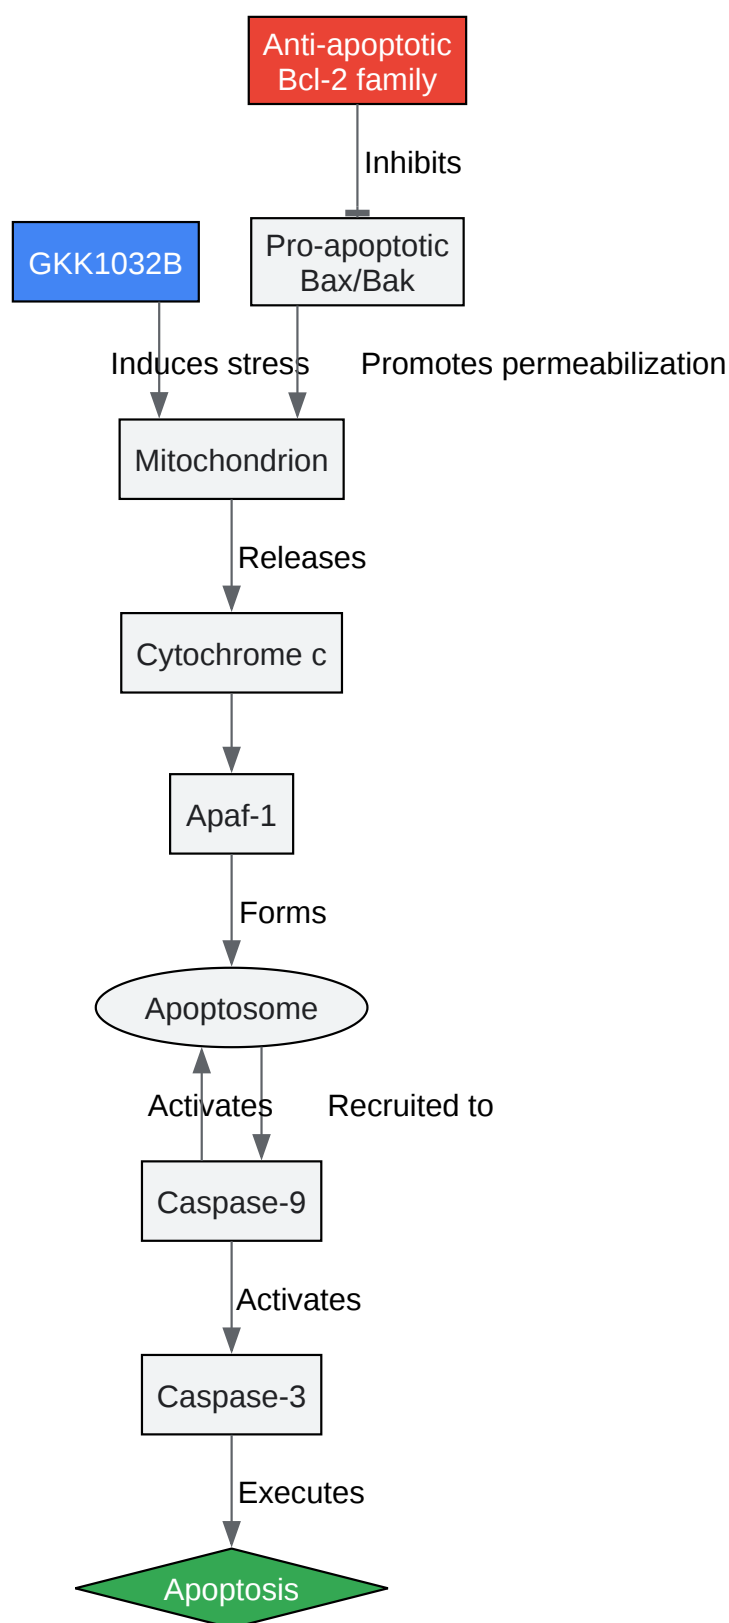 Anti-apoptotic
Bcl-2 family
Inhibits
GKK1032B
Pro-apoptotic
Bax/Bak
Induces stress
Promotes permeabilization
Mitochondrion
Releases
Cytochrome c
Apaf-1
Forms
Apoptosome
Activates
Recruited to
Caspase-9
Activates
Caspase-3
Executes
Apoptosis